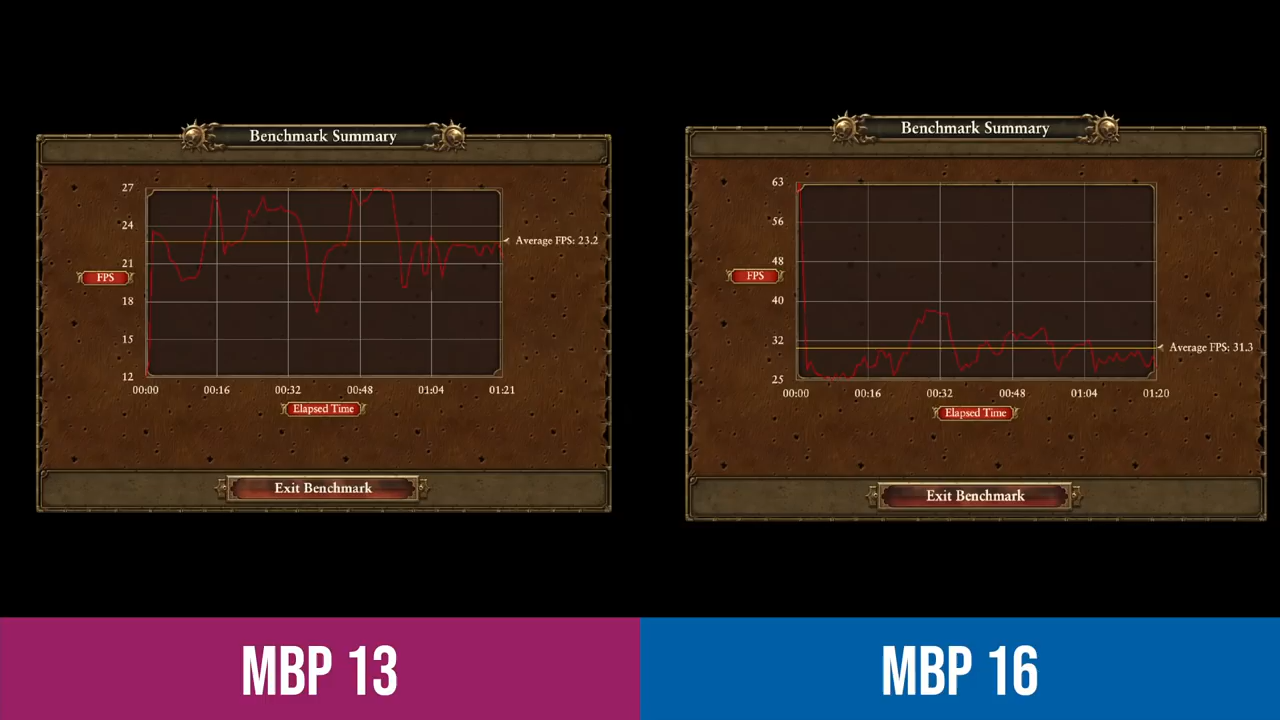 Benchmark Summary
27
24
21
18
15
12
FPS
Average FPS: 23.2
00:00 00:16 00:32 00:48 01:04 01:21
Elapsed Time
Exit Benchmark
Benchmark Summary
63
56
48
40
32
25
FPS
Average FPS: 31.3
00:00 00:16 00:32 00:48 01:04 01:20
Elapsed Time
Exit Benchmark
MBP 13
MBP 16